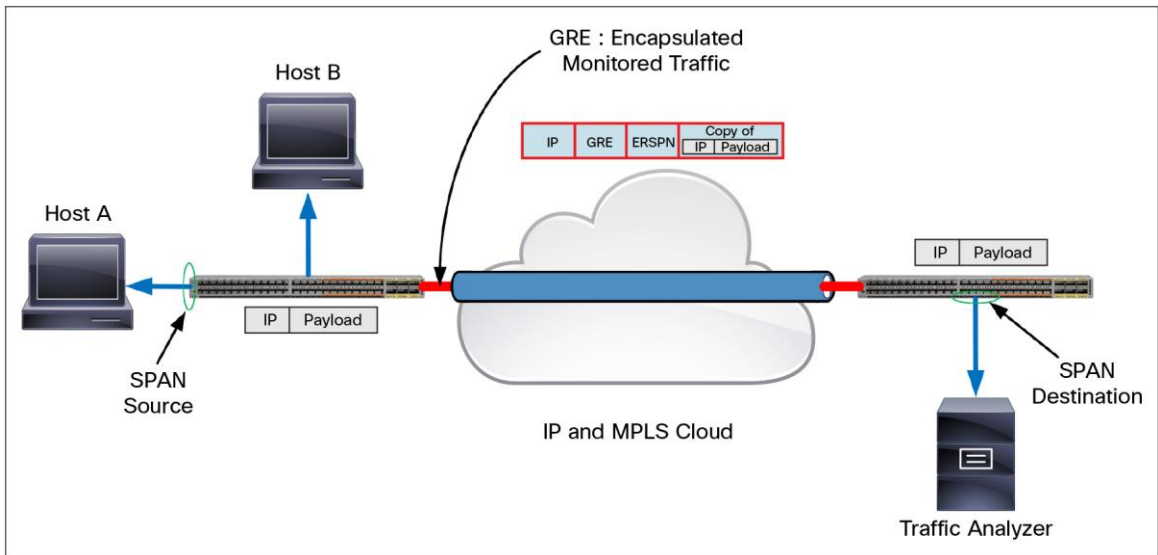 GRE : Encapsulated
Monitored Traffic
Host B
IP GRE ERSPN Copy of
IP Payload
Host A
IP Payload
IP Payload
SPAN
Source
SPAN
Destination
IP and MPLS Cloud
Traffic Analyzer